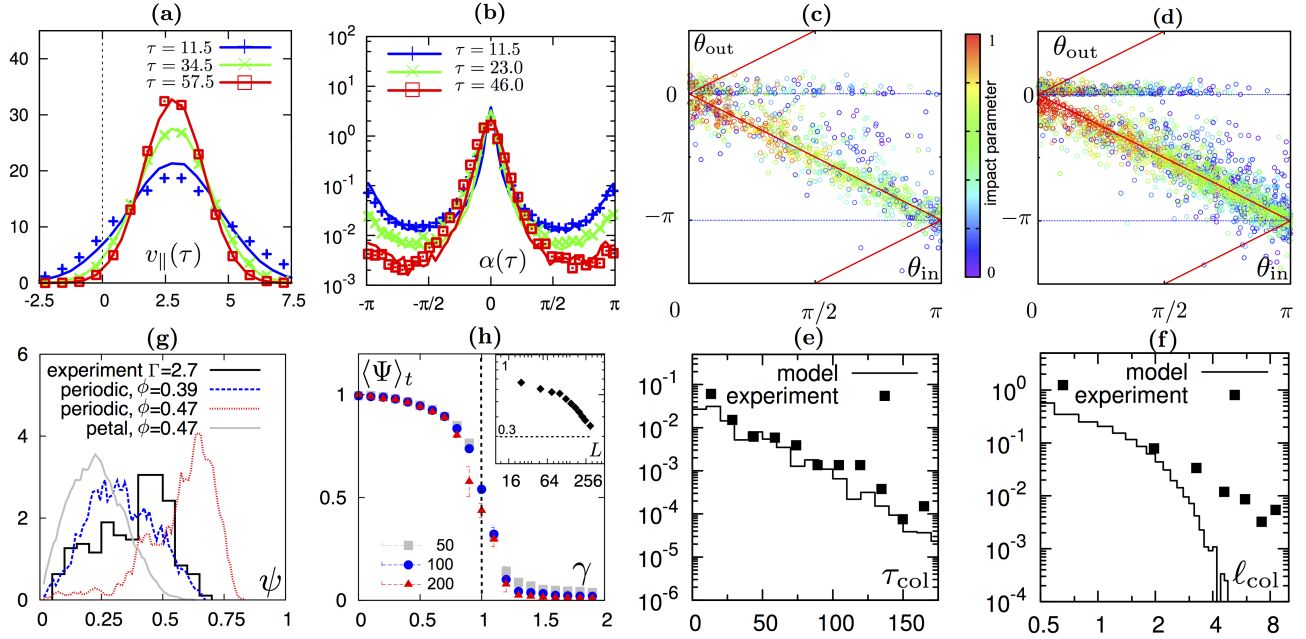 (a)
40
30
20
10
0
-2.5
0
2.5
5
7.5
τ = 11.5
τ = 34.5
τ = 57.5
v∥(τ)
(b)
10²
10¹
10⁰
10⁻¹
10⁻²
10⁻³
-π
-π/2
0
π/2
π
τ = 11.5
τ = 23.0
τ = 46.0
α(τ)
(c)
θout
0
−π
θin
0
π/2
π
1
impact parameter
0
(d)
θout
0
−π
θin
0
π/2
π
(g)
6
4
2
0
0
0.25
0.5
0.75
1
experiment Γ=2.7
periodic, ϕ=0.39
periodic, ϕ=0.47
petal, ϕ=0.47
ψ
(h)
⟨Ψ⟩t
1
0.5
0
0
0.5
1
1.5
2
50
100
200
γ
1
0.3
L
16
64
256
(e)
model
experiment
10⁻¹
10⁻²
10⁻³
10⁻⁴
10⁻⁵
10⁻⁶
0
50
100
150
τcol
(f)
model
experiment
10⁰
10⁻¹
10⁻²
10⁻³
10⁻⁴
0.5
1
2
4
8
ℓcol